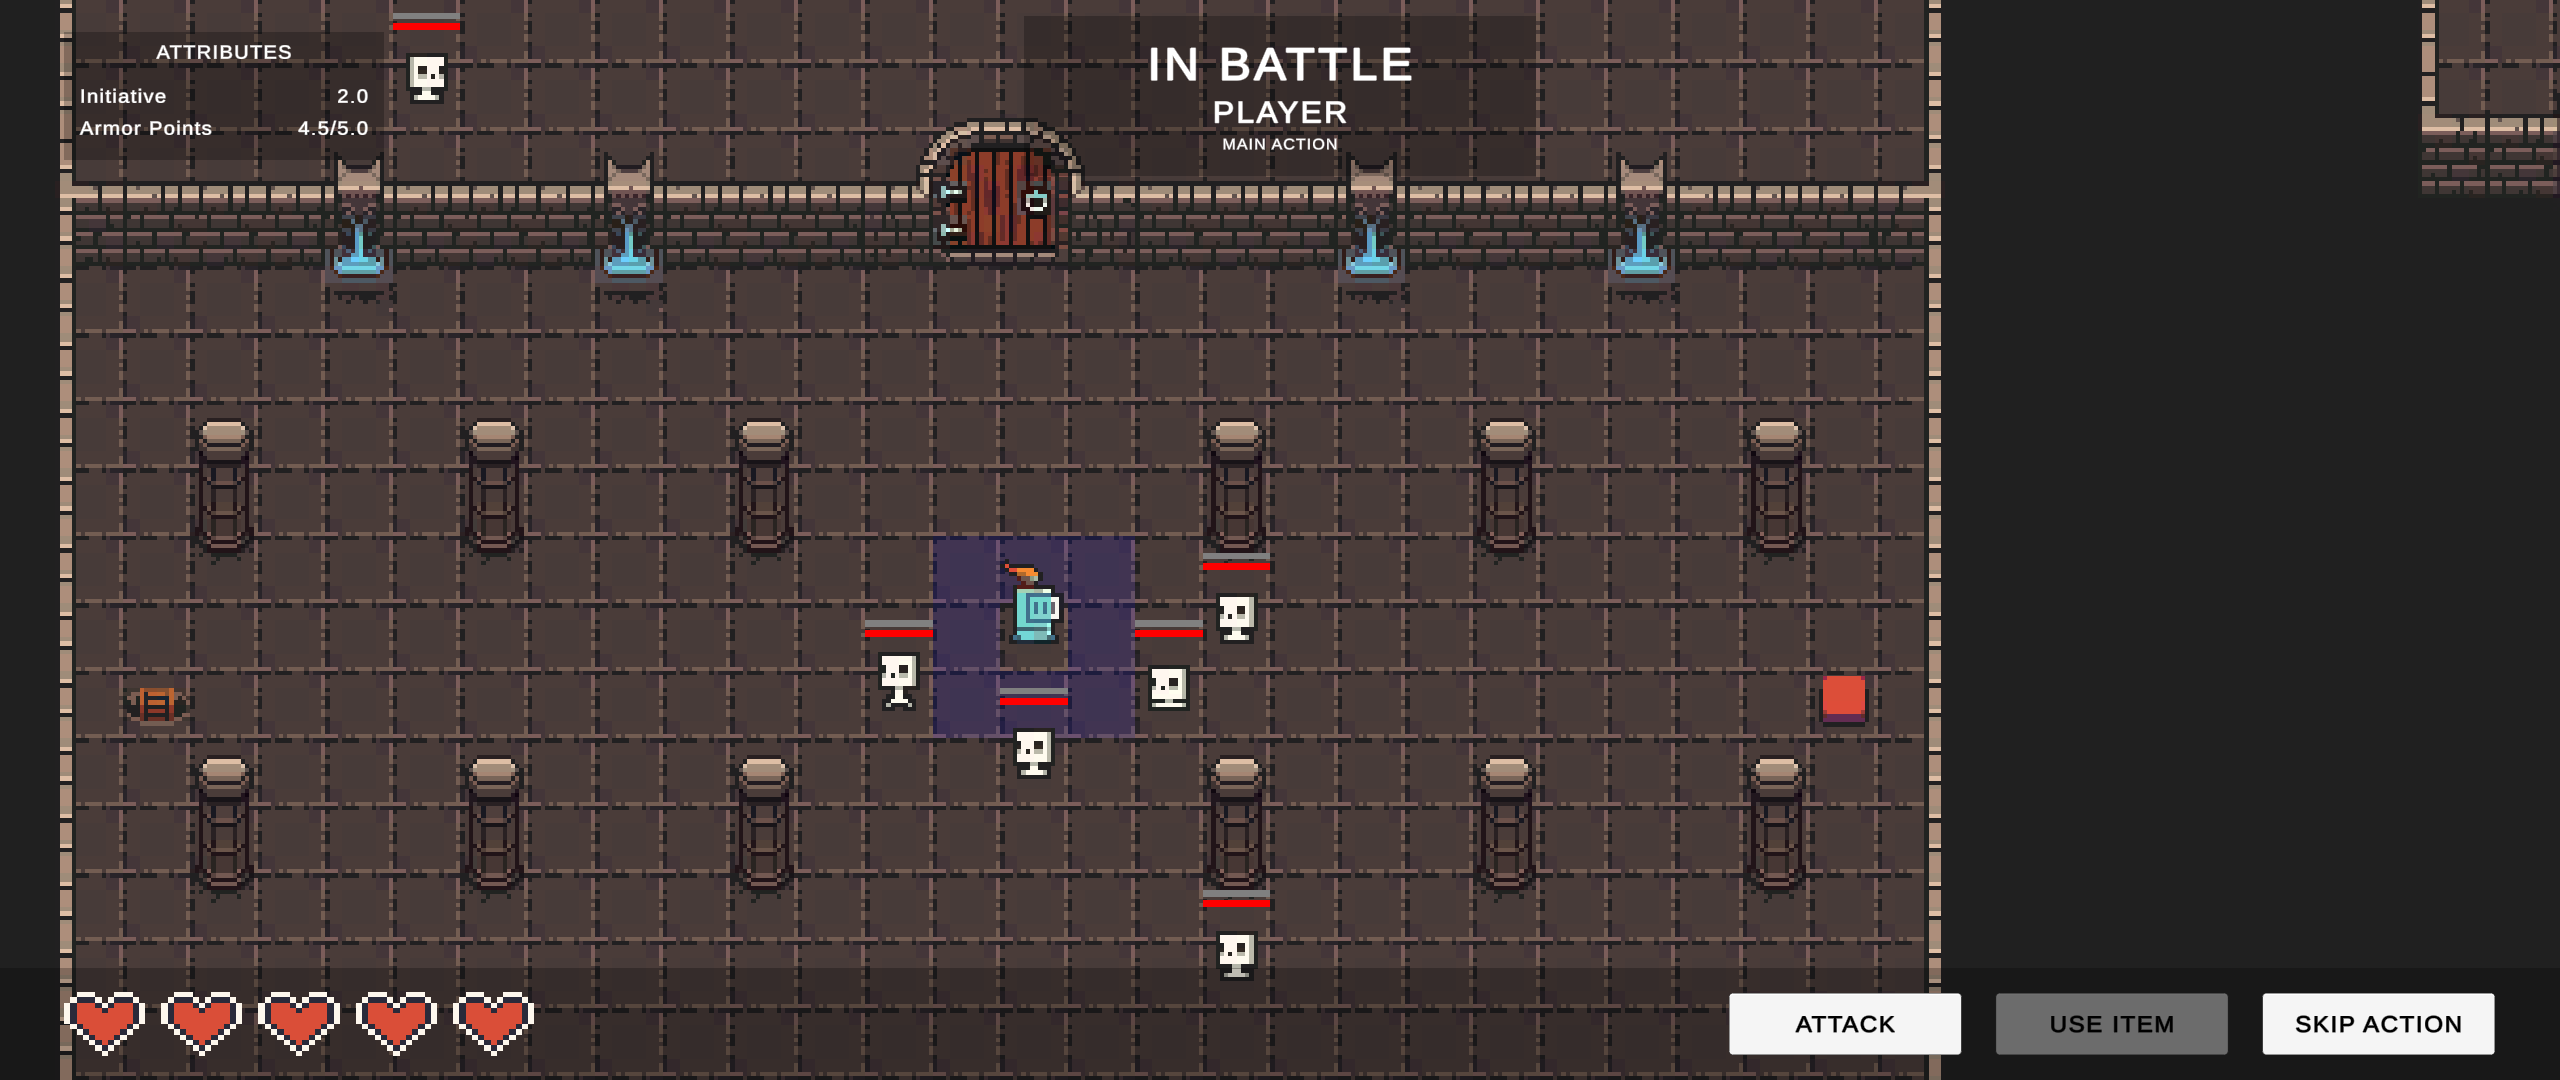 ATTRIBUTES
Initiative 2.0
Armor Points 4.5/5.0
IN BATTLE
PLAYER
MAIN ACTION
ATTACK
USE ITEM
SKIP ACTION